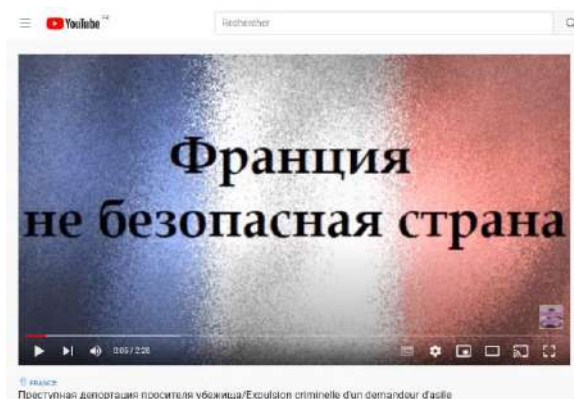 YouTube
Rechercher
Франция
не безопасная страна
0:05 / 2:26
FRANCE
Преступная депортация просителя убежища/Expulsion criminelle d'un demandeur d'asile